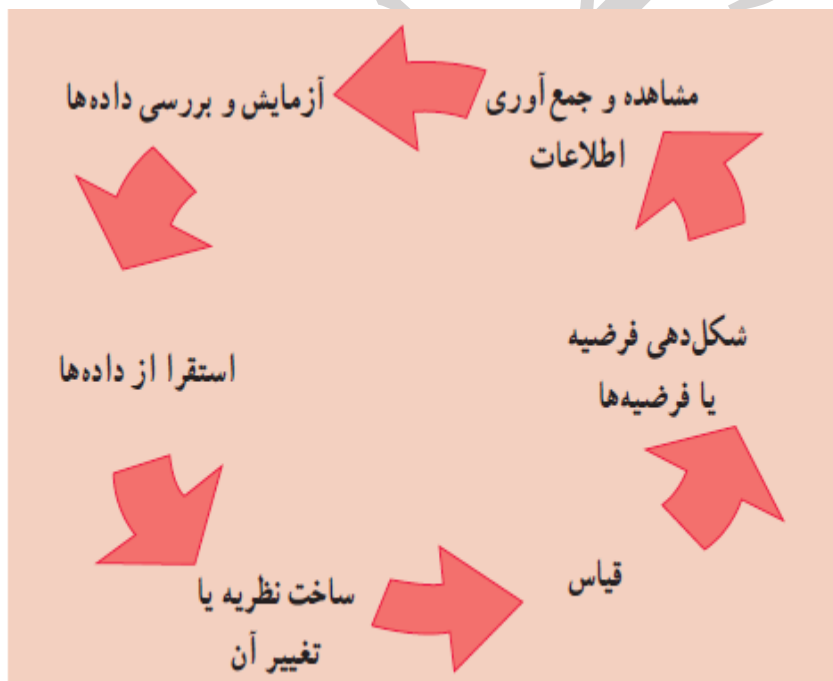 مشاهده و جمع‌آوری
اطلاعات
آزمایش و بررسی داده‌ها
استقرا از داده‌ها
ساخت نظریه یا
تغییر آن
قیاس
شکل‌دهی فرضیه
یا فرضیه‌ها